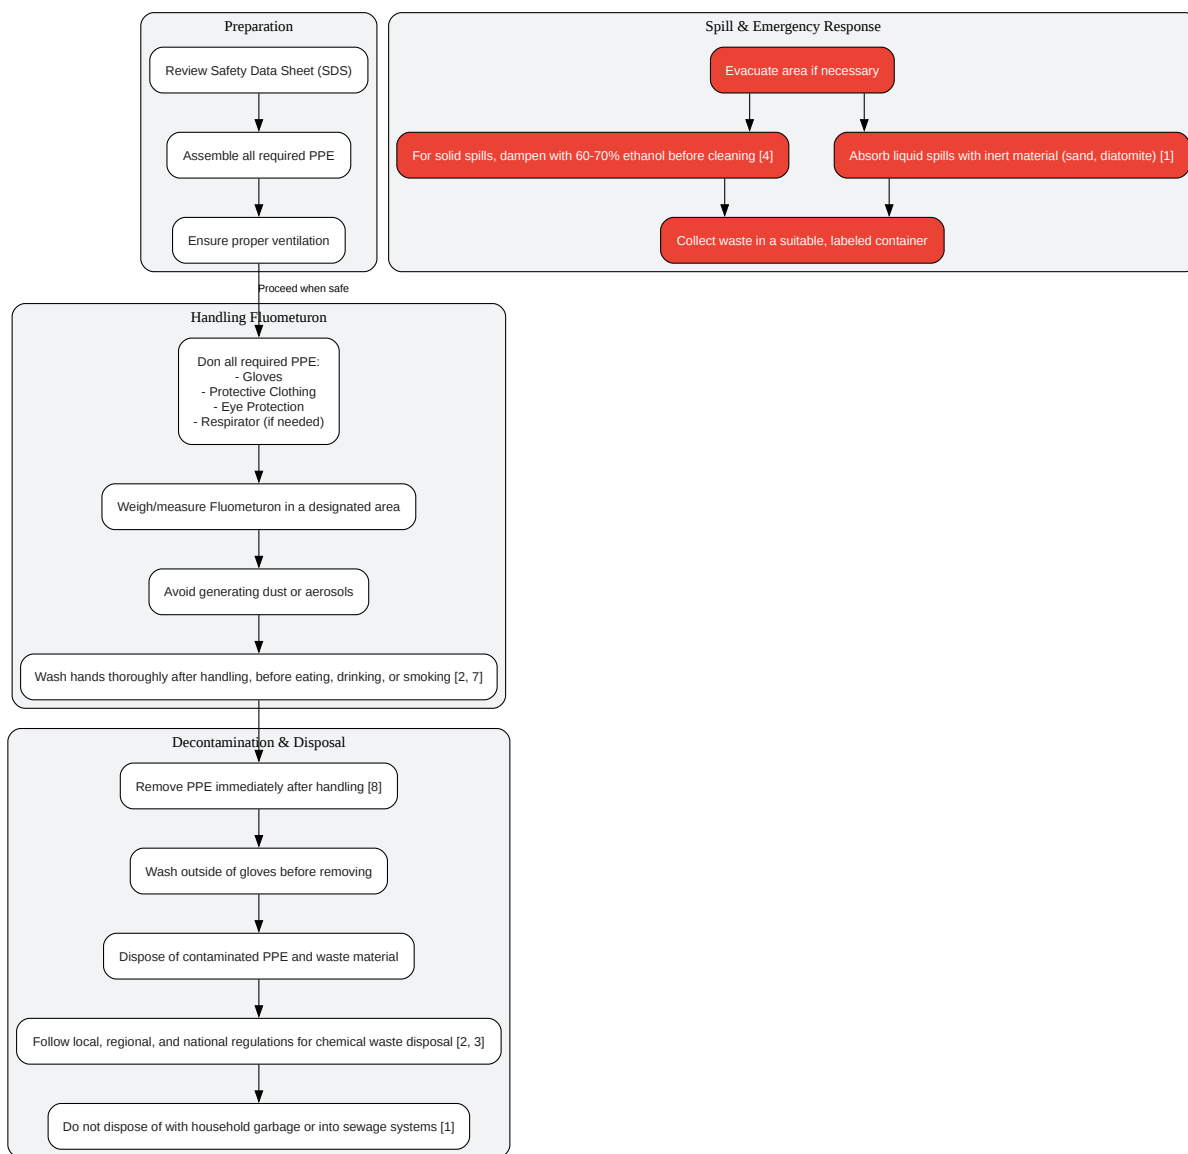 Preparation
Review Safety Data Sheet (SDS)
Assemble all required PPE
Ensure proper ventilation
Spill & Emergency Response
Evacuate area if necessary
For solid spills, dampen with 60-70% ethanol before cleaning [4]
Absorb liquid spills with inert material (sand, diatomite) [1]
Collect waste in a suitable, labeled container
Proceed when safe
Handling Fluometuron
Don all required PPE:
- Gloves
- Protective Clothing
- Eye Protection
- Respirator (if needed)
Weigh/measure Fluometuron in a designated area
Avoid generating dust or aerosols
Wash hands thoroughly after handling, before eating, drinking, or smoking [2, 7]
Decontamination & Disposal
Remove PPE immediately after handling [8]
Wash outside of gloves before removing
Dispose of contaminated PPE and waste material
Follow local, regional, and national regulations for chemical waste disposal [2, 3]
Do not dispose of with household garbage or into sewage systems [1]